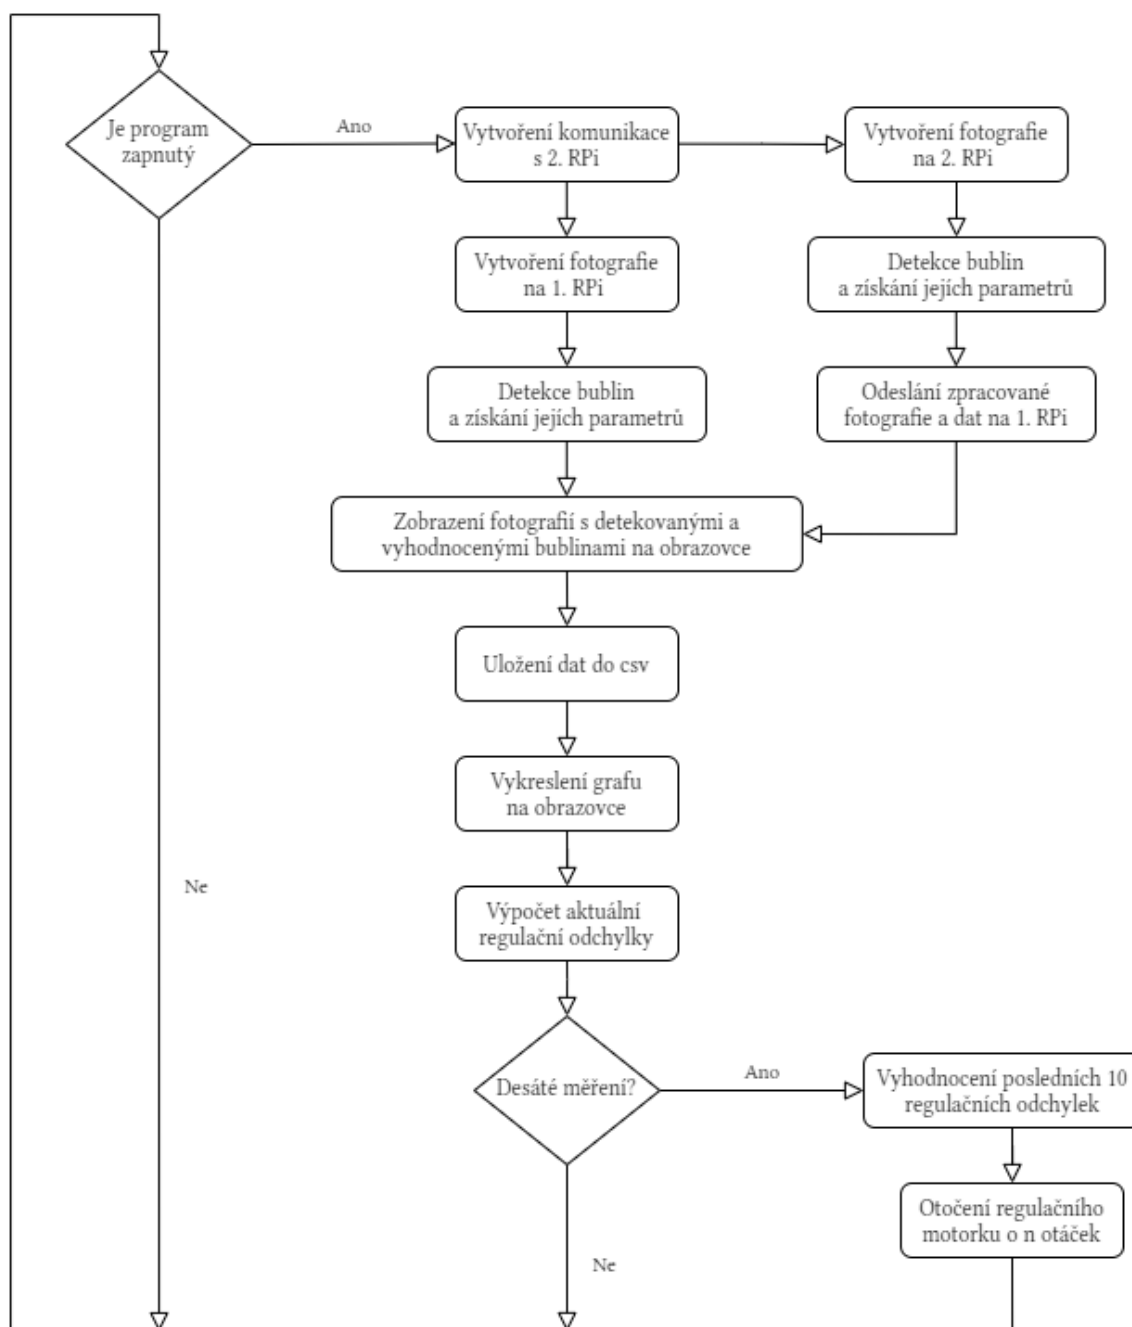 Je program
zapnutý
Ano
Vytvoření komunikace
s 2. RPi
Vytvoření fotografie
na 2. RPi
Vytvoření fotografie
na 1. RPi
Detekce bublin
a získání jejích parametrů
Detekce bublin
a získání jejích parametrů
Odeslání zpracované
fotografie a dat na 1. RPi
Zobrazení fotografií s detekovanými a
vyhodnocenými bublinami na obrazovce
Uložení dat do csv
Vykreslení grafu
na obrazovce
Ne
Výpočet aktuální
regulační odchylky
Desáté měření?
Ano
Vyhodnocení posledních 10
regulačních odchylek
Otočení regulačního
motorku o n otáček
Ne